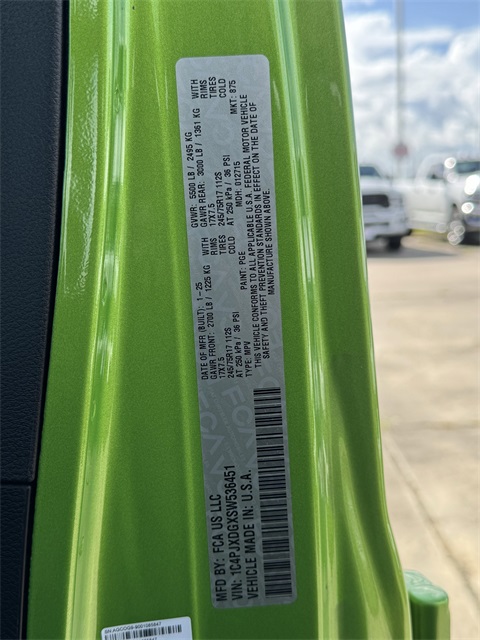 MFD BY: FCA US LLC
DATE OF MFR (BUILT): 1-25
GVWR: 5500 LB / 2495 KG
GAWR FRONT: 2700 LB / 1225 KG WITH
17X7.5 RIMS
245/75R17 112S TIRES
AT 250 kPa / 36 PSI COLD
GAWR REAR: 3000 LB / 1361 KG WITH
17X7.5 RIMS
245/75R17 112S TIRES
AT 250 kPa / 36 PSI COLD
TYPE: MPV PAINT: PGE MDH: 012715 MKT: 875
THIS VEHICLE CONFORMS TO ALL APPLICABLE U.S.A. FEDERAL MOTOR VEHICLE
SAFETY AND THEFT PREVENTION STANDARDS IN EFFECT ON THE DATE OF
MANUFACTURE SHOWN ABOVE.
VIN: 1C4PJXDGXSW536451
VEHICLE MADE IN: U.S.A.